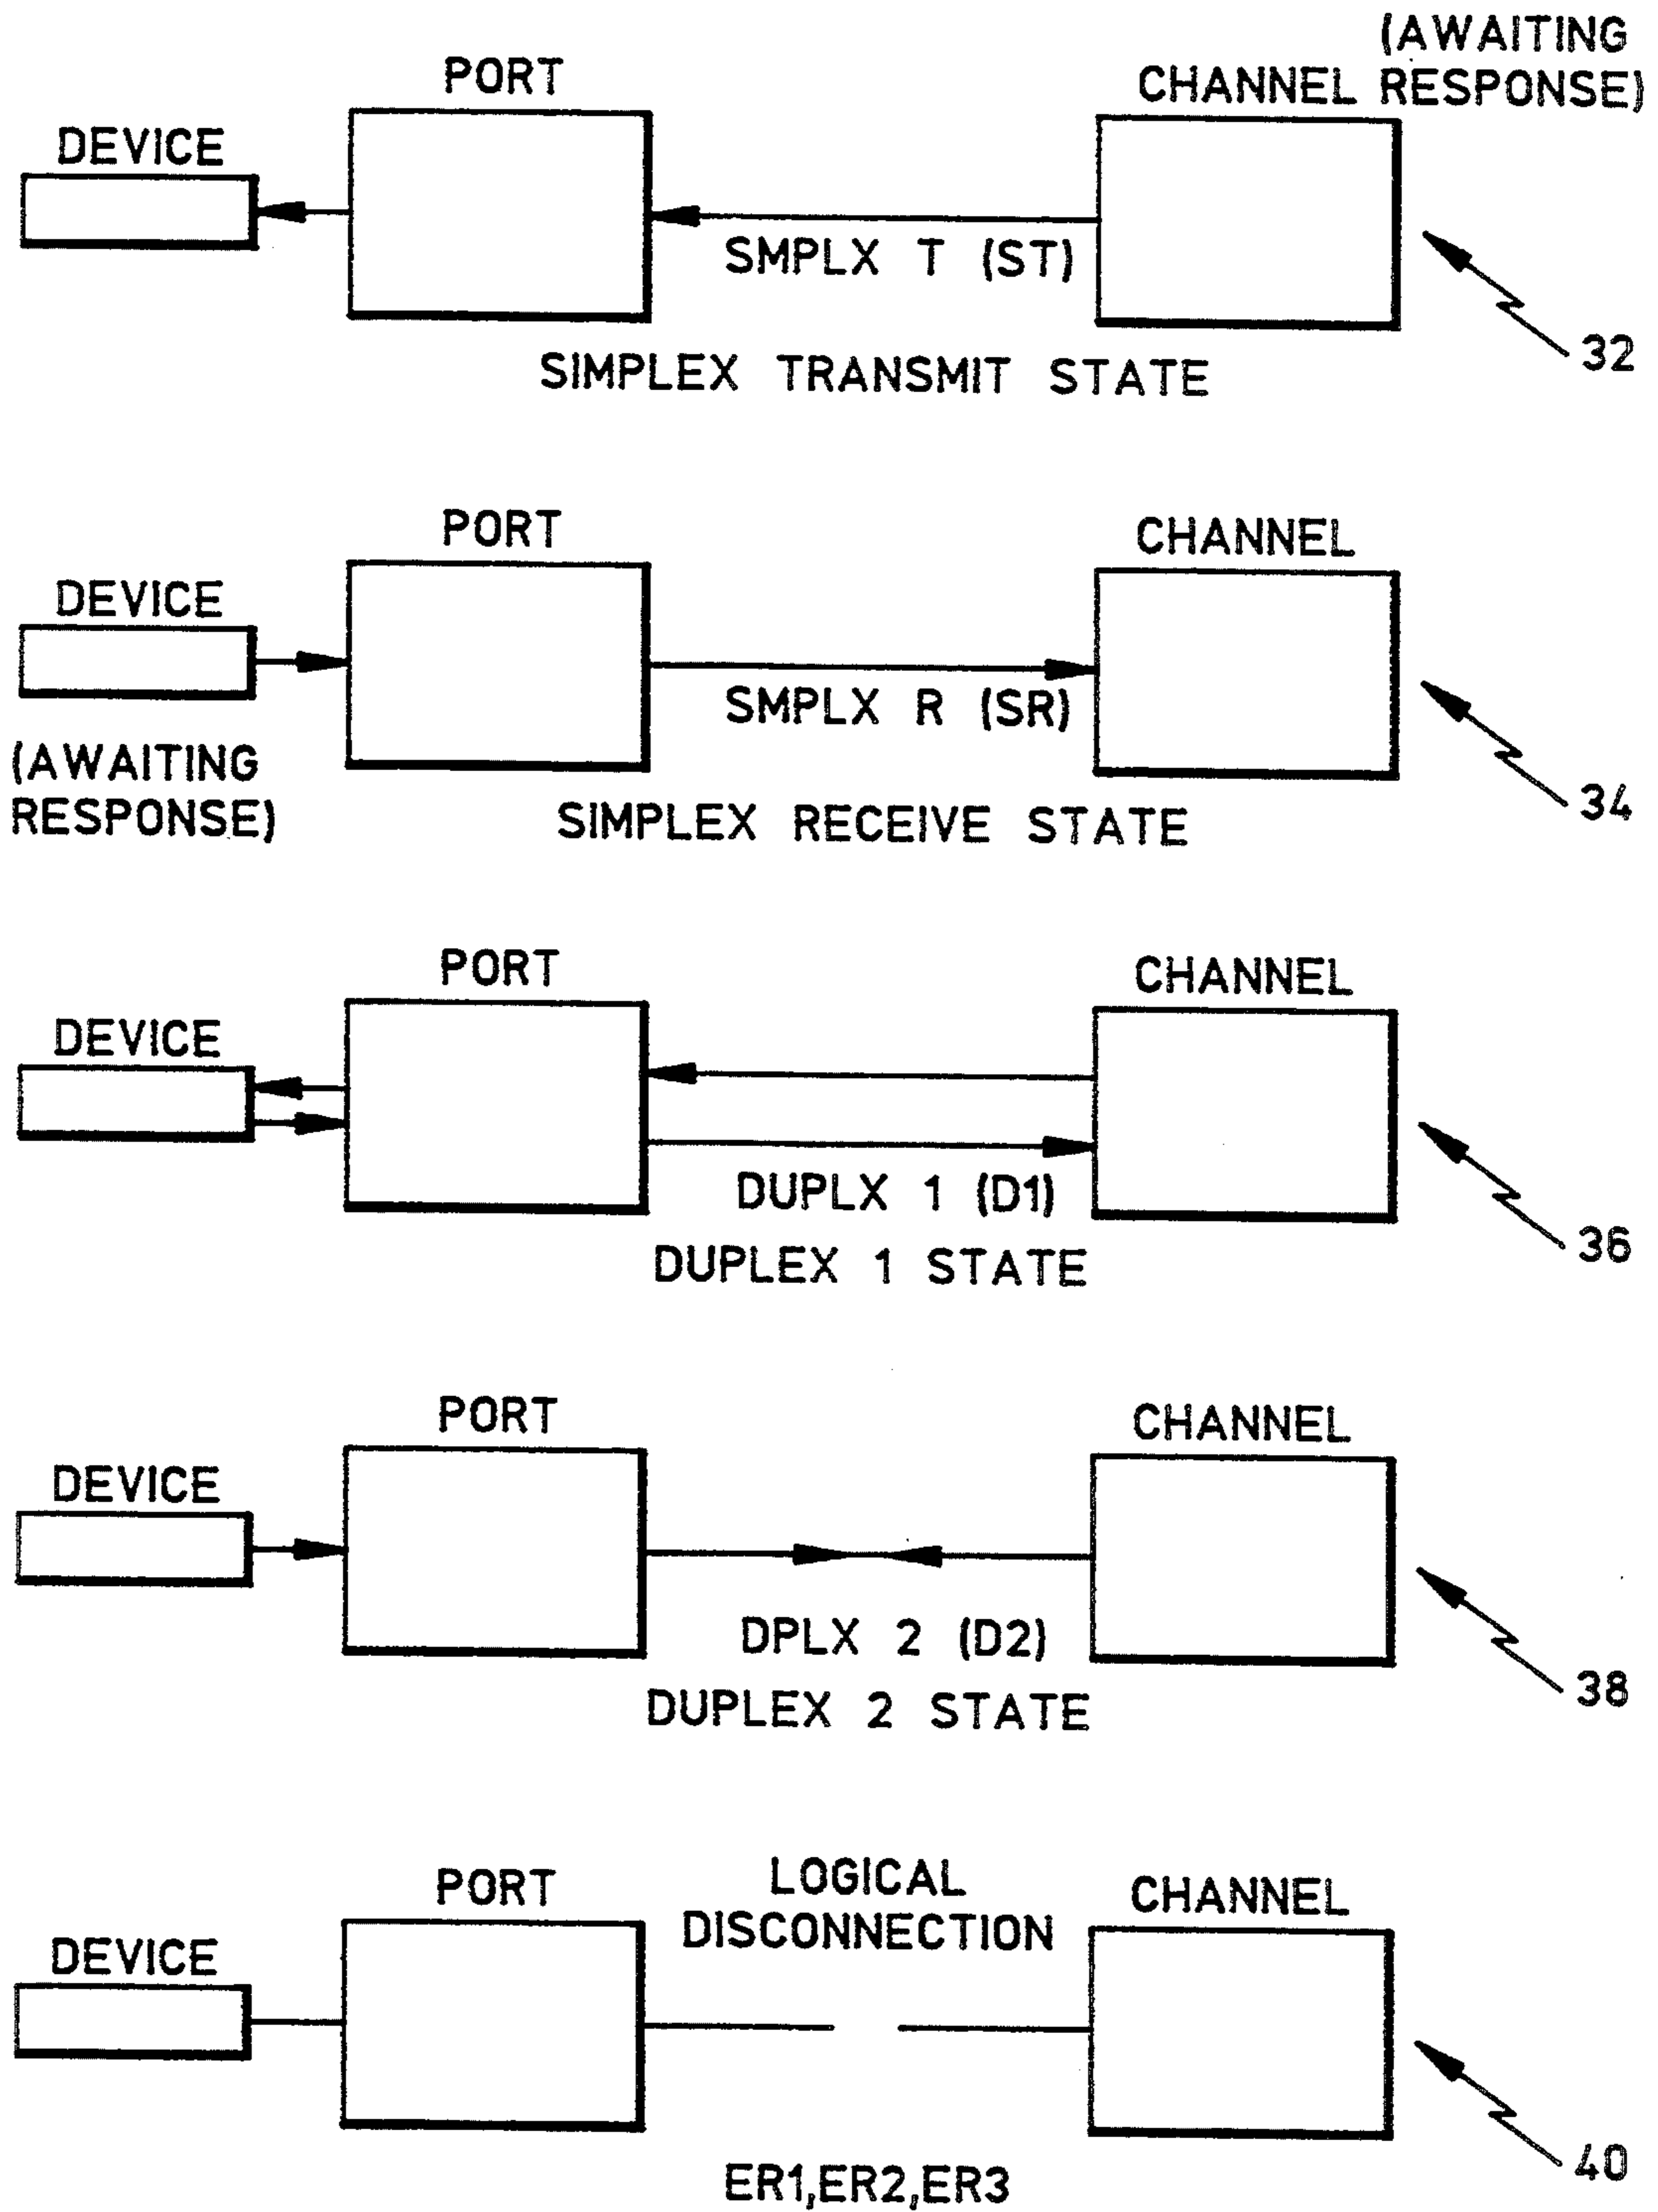 (AWAITING
PORT
CHANNEL RESPONSE)
DEVICE
SMPLX T (ST)
32
SIMPLEX TRANSMIT STATE
PORT
CHANNEL
DEVICE
SMPLX R (SR)
(AWAITING
RESPONSE)
34
SIMPLEX RECEIVE STATE
PORT
CHANNEL
DEVICE
DUPLX 1 (D1)
36
DUPLEX 1 STATE
PORT
CHANNEL
DEVICE
DPLX 2 (D2)
38
DUPLEX 2 STATE
PORT
LOGICAL
DISCONNECTION
CHANNEL
DEVICE
40
ER1,ER2,ER3